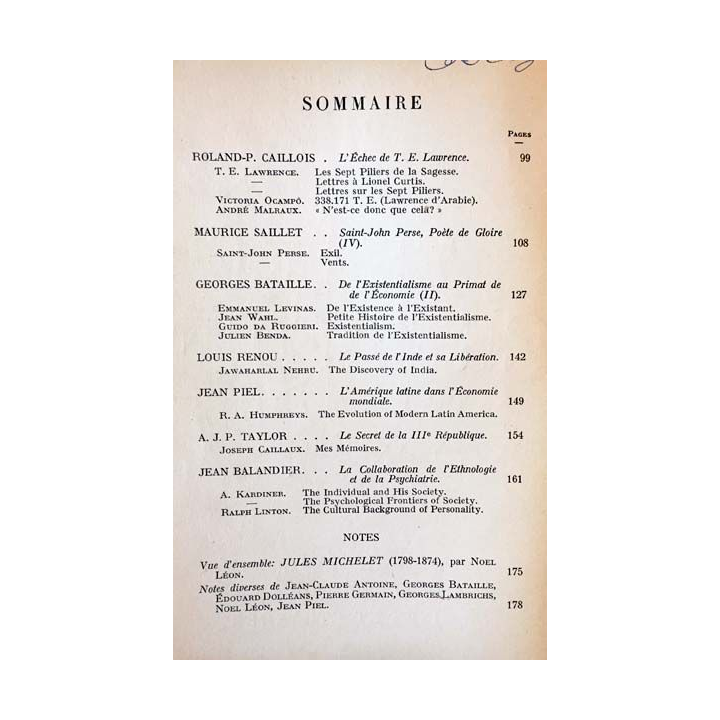 SOMMAIRE
PAGES
ROLAND-P. CAILLOIS . L'Échec de T. E. Lawrence. 99
T. E. LAWRENCE. Les Sept Piliers de la Sagesse.
— Lettres à Lionel Curtis.
— Lettres sur les Sept Piliers.
VICTORIA OCAMPÔ. 338.171 T. E. (Lawrence d'Arabie).
ANDRÉ MALRAUX. « N'est-ce donc que celà? »
MAURICE SAILLET . . Saint-John Perse, Poète de Gloire
(IV). 108
SAINT-JOHN PERSE. Exil.
— Vents.
GEORGES BATAILLE. . De l'Existentialisme au Primat de
de l'Économie (II). 127
EMMANUEL LEVINAS. De l'Existence à l'Existant.
JEAN WAHL. Petite Histoire de l'Existentialisme.
GUIDO DA RUGGIERI. Existentialism.
JULIEN BENDA. Tradition de l'Existentialisme.
LOUIS RENOU . . . . . Le Passé de l'Inde et sa Libération. 142
JAWAHARLAL NEHRU. The Discovery of India.
JEAN PIEL. . . . . . . L'Amérique latine dans l'Économie
mondiale. 149
R. A. HUMPHREYS. The Evolution of Modern Latin America.
A. J. P. TAYLOR . . . . Le Secret de la IIIe République. 154
JOSEPH CAILLAUX. Mes Mémoires.
JEAN BALANDIER. . . La Collaboration de l'Ethnologie
et de la Psychiatrie. 161
A. KARDINER. The Individual and His Society.
— The Psychological Frontiers of Society.
RALPH LINTON. The Cultural Background of Personality.
NOTES
Vue d'ensemble: JULES MICHELET (1798-1874), par NOEL
LÉON. 175
Notes diverses de JEAN-CLAUDE ANTOINE, GEORGES BATAILLE,
ÉDOUARD DOLLÉANS, PIERRE GERMAIN, GEORGES LAMBRICHS,
NOEL LÉON, JEAN PIEL. 178